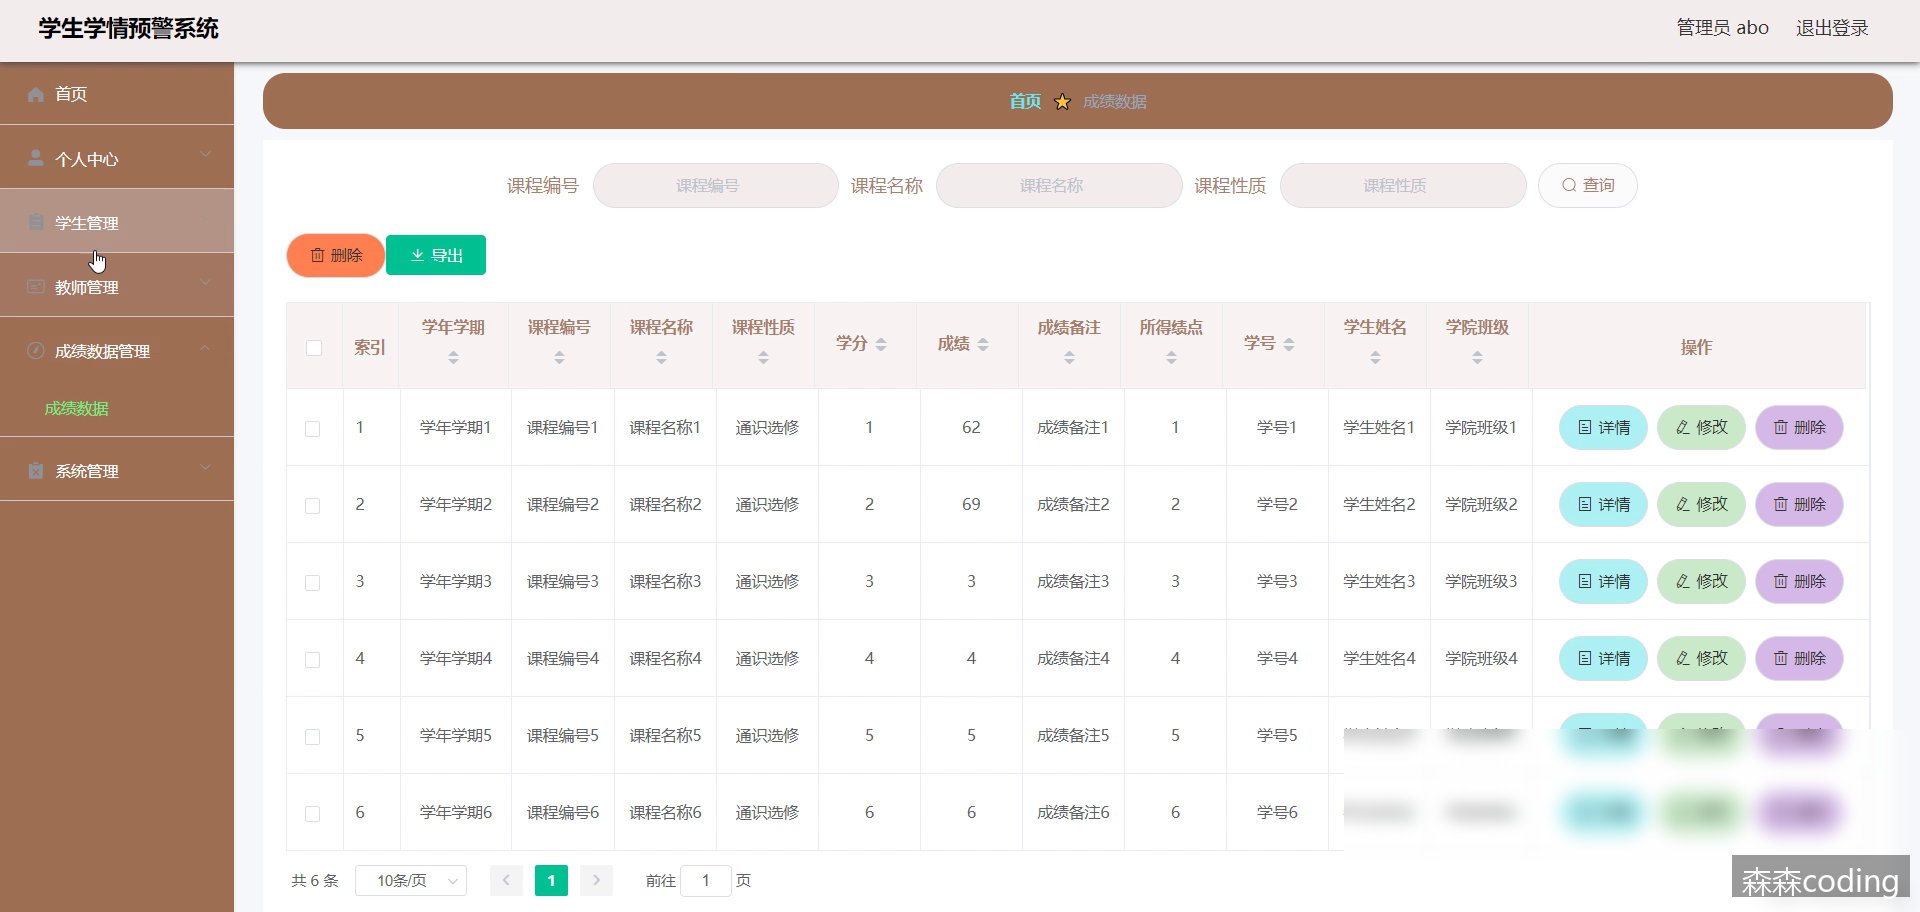 学生学情预警系统
管理员 abo 退出登录
首页
个人中心
学生管理
教师管理
成绩数据管理
成绩数据
系统管理
首页 成绩数据
课程编号 课程编号 课程名称 课程名称 课程性质 课程性质 查询
删除 导出
索引 学年学期 课程编号 课程名称 课程性质 学分 成绩 成绩备注 所得绩点 学号 学生姓名 学院班级 操作
1 学年学期1 课程编号1 课程名称1 通识选修 1 62 成绩备注1 1 学号1 学生姓名1 学院班级1 详情 修改 删除
2 学年学期2 课程编号2 课程名称2 通识选修 2 69 成绩备注2 2 学号2 学生姓名2 学院班级2 详情 修改 删除
3 学年学期3 课程编号3 课程名称3 通识选修 3 3 成绩备注3 3 学号3 学生姓名3 学院班级3 详情 修改 删除
4 学年学期4 课程编号4 课程名称4 通识选修 4 4 成绩备注4 4 学号4 学生姓名4 学院班级4 详情 修改 删除
5 学年学期5 课程编号5 课程名称5 通识选修 5 5 成绩备注5 5 学号5
6 学年学期6 课程编号6 课程名称6 通识选修 6 6 成绩备注6 6 学号6
共 6 条 10条/页 1 前往 1 页
森森coding